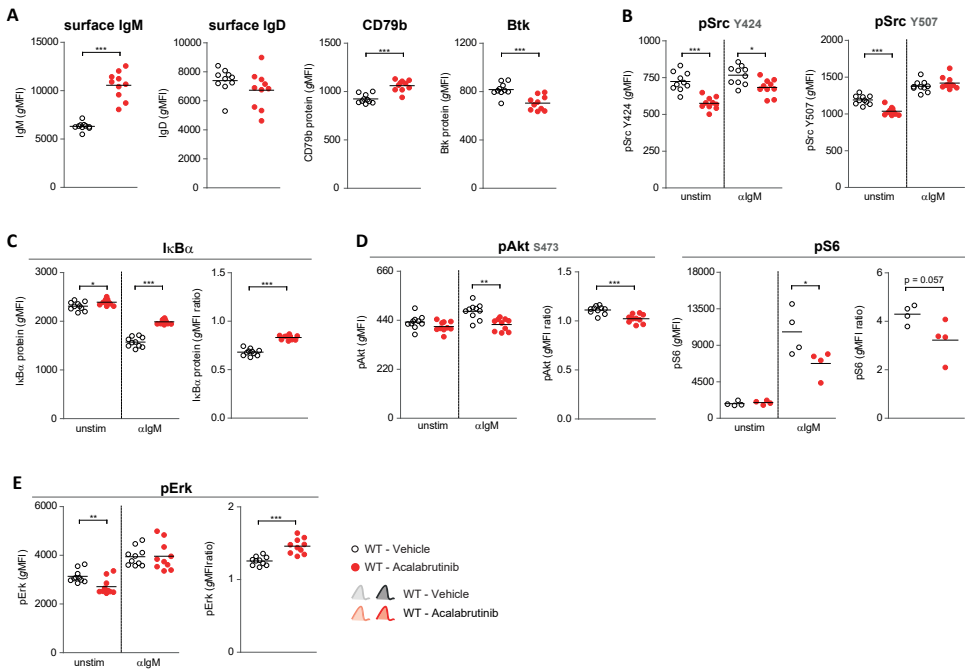 A
surface IgM
IgM (gMFI)
15000
10000
5000
0
***
surface IgD
IgD (gMFI)
10000
8000
6000
4000
2000
0
CD79b
CD79b protein (gMFI)
1600
1200
800
400
0
***
Btk
Btk protein (gMFI)
1200
800
400
0
***
B
pSrc Y424
pSrc Y424 (gMFI)
1000
750
500
250
0
***
*
unstim
αIgM
pSrc Y507
pSrc Y507 (gMFI)
2000
1500
1000
500
0
***
unstim
αIgM
C
IκBα
IκBα protein (gMFI)
3000
2000
1000
0
*
***
unstim
αIgM
IκBα protein (gMFI ratio)
1.5
1.0
0.5
0.0
***
D
pAkt S473
pAkt (gMFI)
660
440
220
0
**
unstim
αIgM
pAkt (gMFI ratio)
1.5
1.0
0.5
0.0
***
pS6
pS6 (gMFI)
18000
13500
9000
4500
0
*
unstim
αIgM
pS6 (gMFI ratio)
6
4
2
0
p = 0.057
E
pErk
pErk (gMFI)
6000
4000
2000
0
**
unstim
αIgM
pErk (gMFIratio)
2
1
0
***
WT - Vehicle
WT - Acalabrutinib
WT - Vehicle
WT - Acalabrutinib